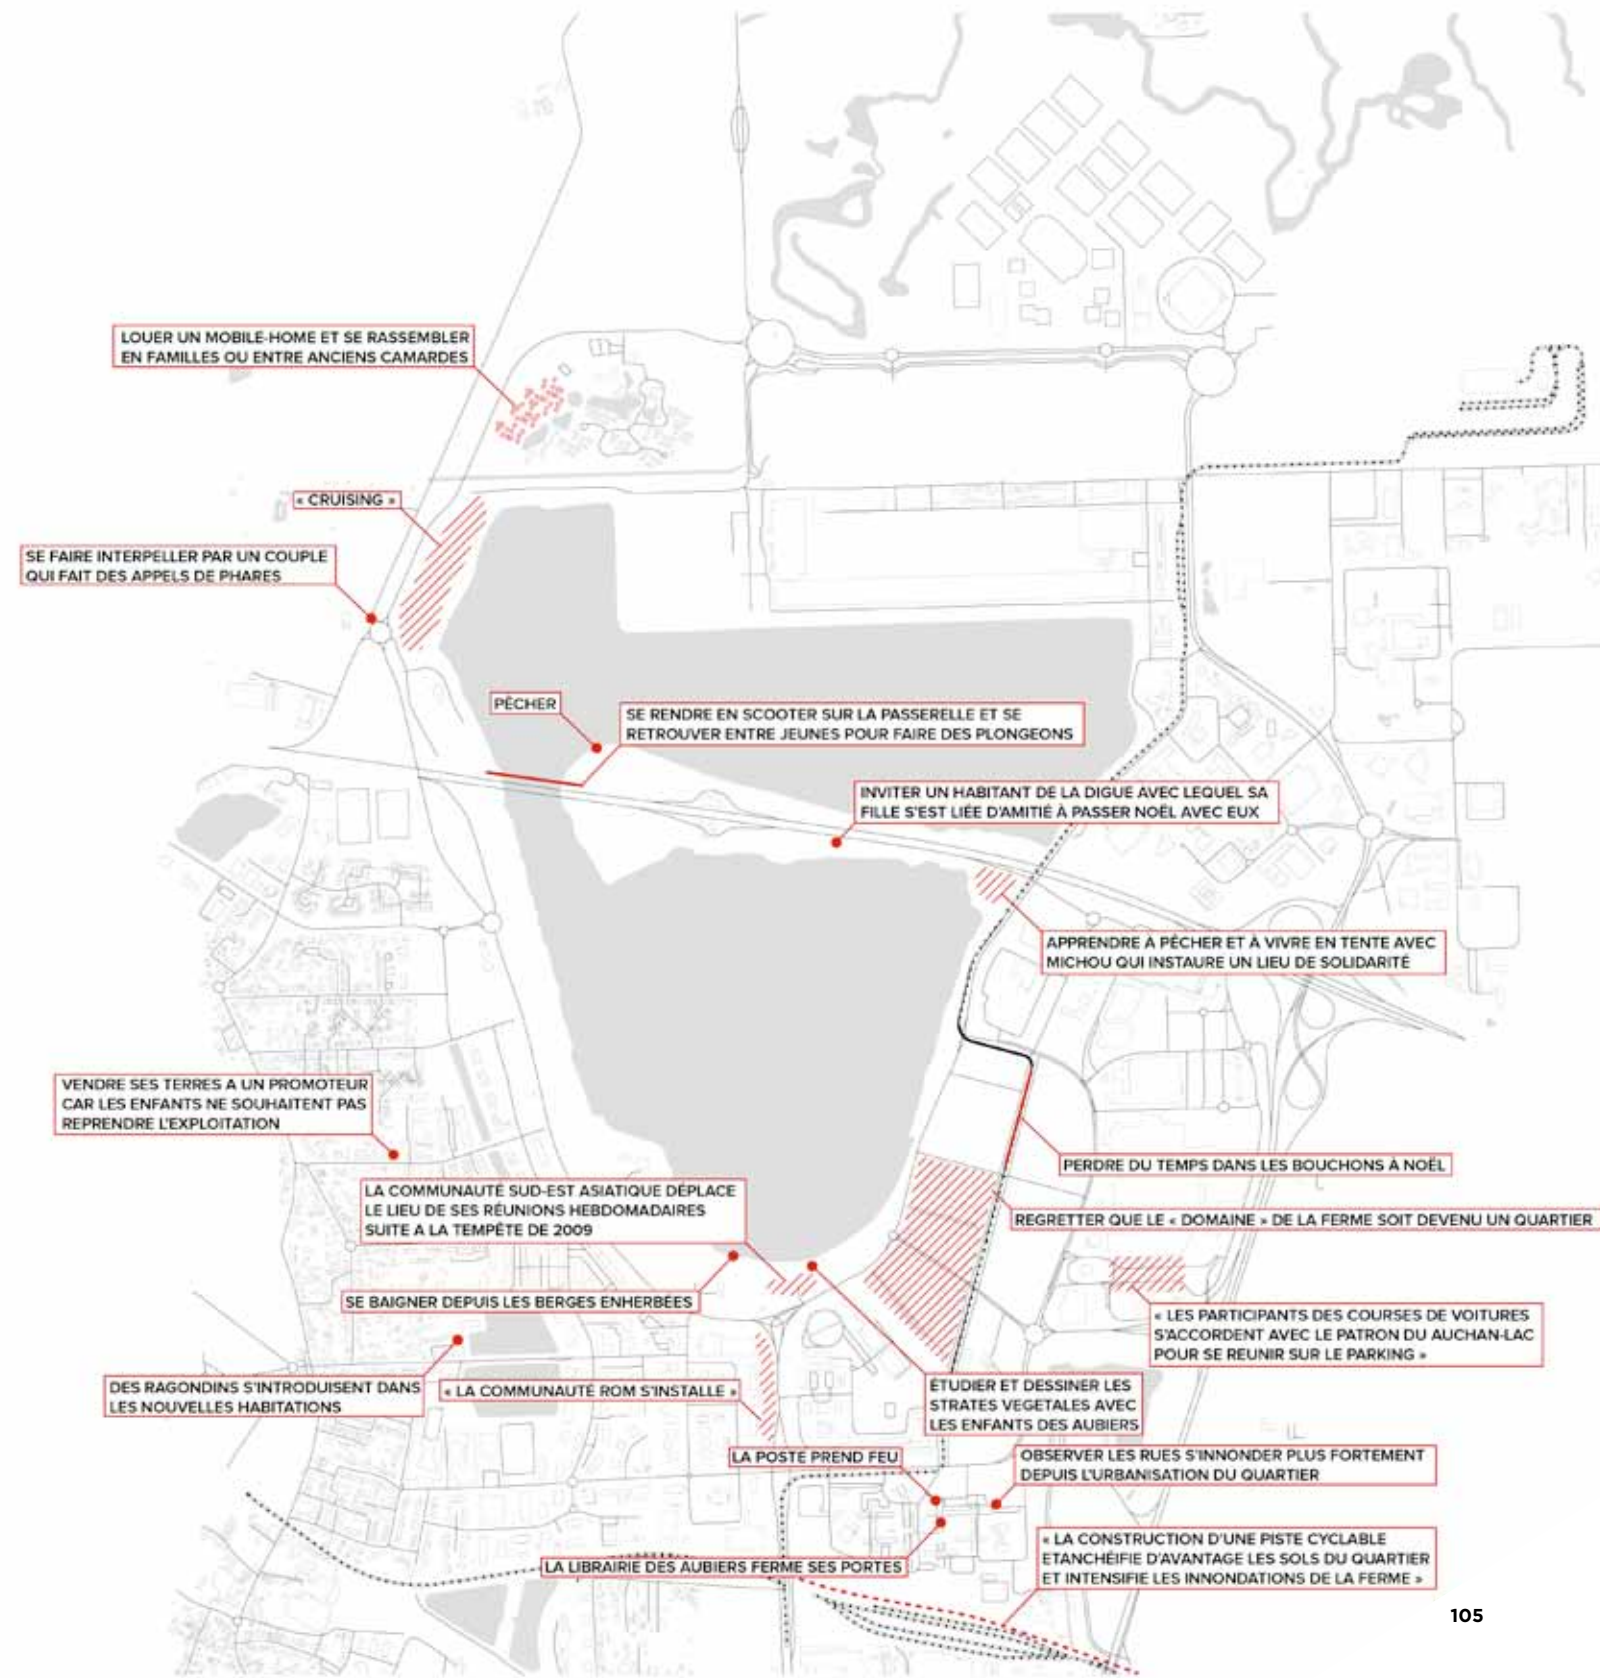 LOUER UN MOBILE-HOME ET SE RASSEMBLER
EN FAMILLES OU ENTRE ANCIENS CAMARDES
« CRUISING »
SE FAIRE INTERPELLER PAR UN COUPLE
QUI FAIT DES APPELS DE PHARES
PÊCHER
SE RENDRE EN SCOOTER SUR LA PASSERELLE ET SE
RETROUVER ENTRE JEUNES POUR FAIRE DES PLONGEONS
INVITER UN HABITANT DE LA DIGUE AVEC LEQUEL SA
FILLE S'EST LIÉE D'AMITIÉ À PASSER NOËL AVEC EUX
APPRENDRE À PÊCHER ET À VIVRE EN TENTE AVEC
MICHOU QUI INSTAURE UN LIEU DE SOLIDARITÉ
VENDRE SES TERRES A UN PROMOTEUR
CAR LES ENFANTS NE SOUHAITENT PAS
REPRENDRE L'EXPLOITATION
PERDRE DU TEMPS DANS LES BOUCHONS À NOËL
LA COMMUNAUTÉ SUD-EST ASIATIQUE DÉPLACE
LE LIEU DE SES RÉUNIONS HEBDOMADAIRES
SUITE A LA TEMPÊTE DE 2009
REGRETTER QUE LE « DOMAINE » DE LA FERME SOIT DEVENU UN QUARTIER
SE BAIGNER DEPUIS LES BERGES ENHERBÉES
« LES PARTICIPANTS DES COURSES DE VOITURES
S'ACCORDENT AVEC LE PATRON DU AUCHAN-LAC
POUR SE REUNIR SUR LE PARKING »
DES RAGONDINS S'INTRODUISENT DANS
LES NOUVELLES HABITATIONS
« LA COMMUNAUTÉ ROM S'INSTALLE »
ÉTUDIER ET DESSINER LES
STRATES VEGETALES AVEC
LES ENFANTS DES AUBIERS
LA POSTE PREND FEU
OBSERVER LES RUES S'INNONDER PLUS FORTEMENT
DEPUIS L'URBANISATION DU QUARTIER
LA LIBRAIRIE DES AUBIERS FERME SES PORTES
« LA CONSTRUCTION D'UNE PISTE CYCLABLE
ETANCHÉIFIE D'AVANTAGE LES SOLS DU QUARTIER
ET INTENSIFIE LES INNONDATIONS DE LA FERME »
105